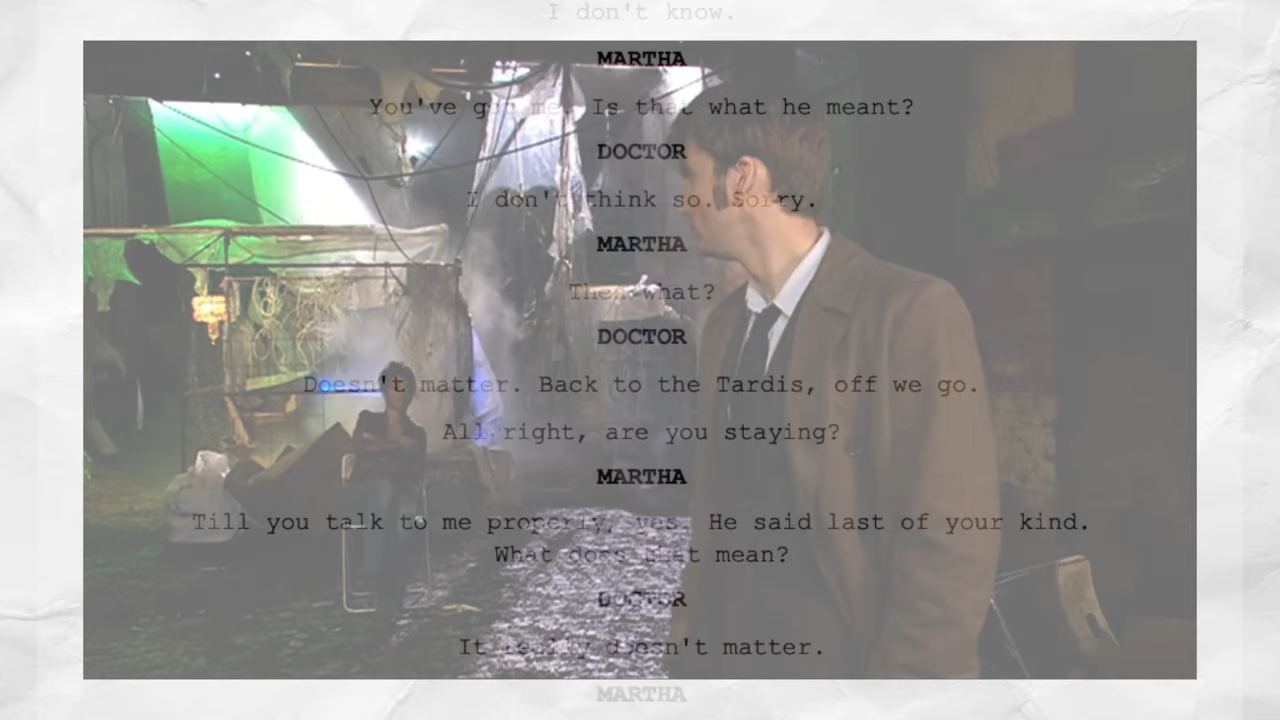 I don't know.
MARTHA
You've got me. Is that what he meant?
DOCTOR
I don't think so. Sorry.
MARTHA
Then what?
DOCTOR
Doesn't matter. Back to the Tardis, off we go.
All right, are you staying?
MARTHA
Till you talk to me properly, yes. He said last of your kind.
What does that mean?
DOCTOR
It really doesn't matter.
MARTHA